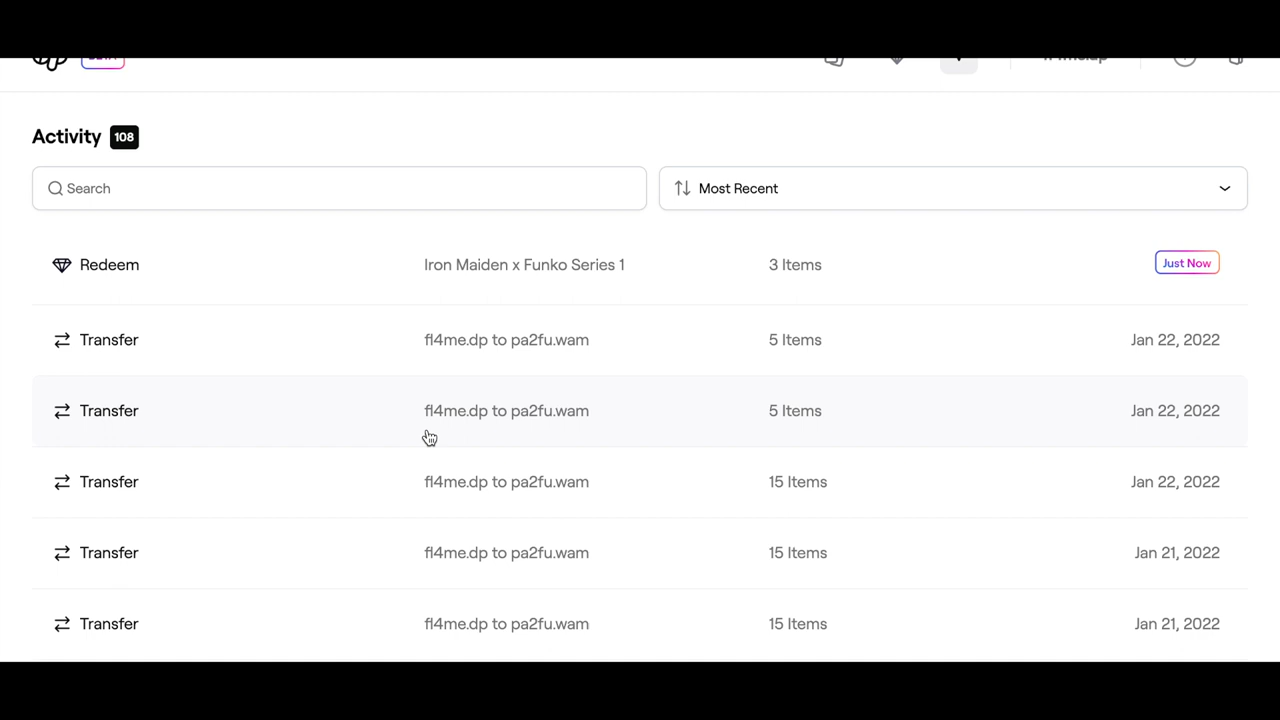 Activity 108
Search
Most Recent
Redeem Iron Maiden x Funko Series 1 3 Items Just Now
Transfer fl4me.dp to pa2fu.wam 5 Items Jan 22, 2022
Transfer fl4me.dp to pa2fu.wam 5 Items Jan 22, 2022
Transfer fl4me.dp to pa2fu.wam 15 Items Jan 22, 2022
Transfer fl4me.dp to pa2fu.wam 15 Items Jan 21, 2022
Transfer fl4me.dp to pa2fu.wam 15 Items Jan 21, 2022